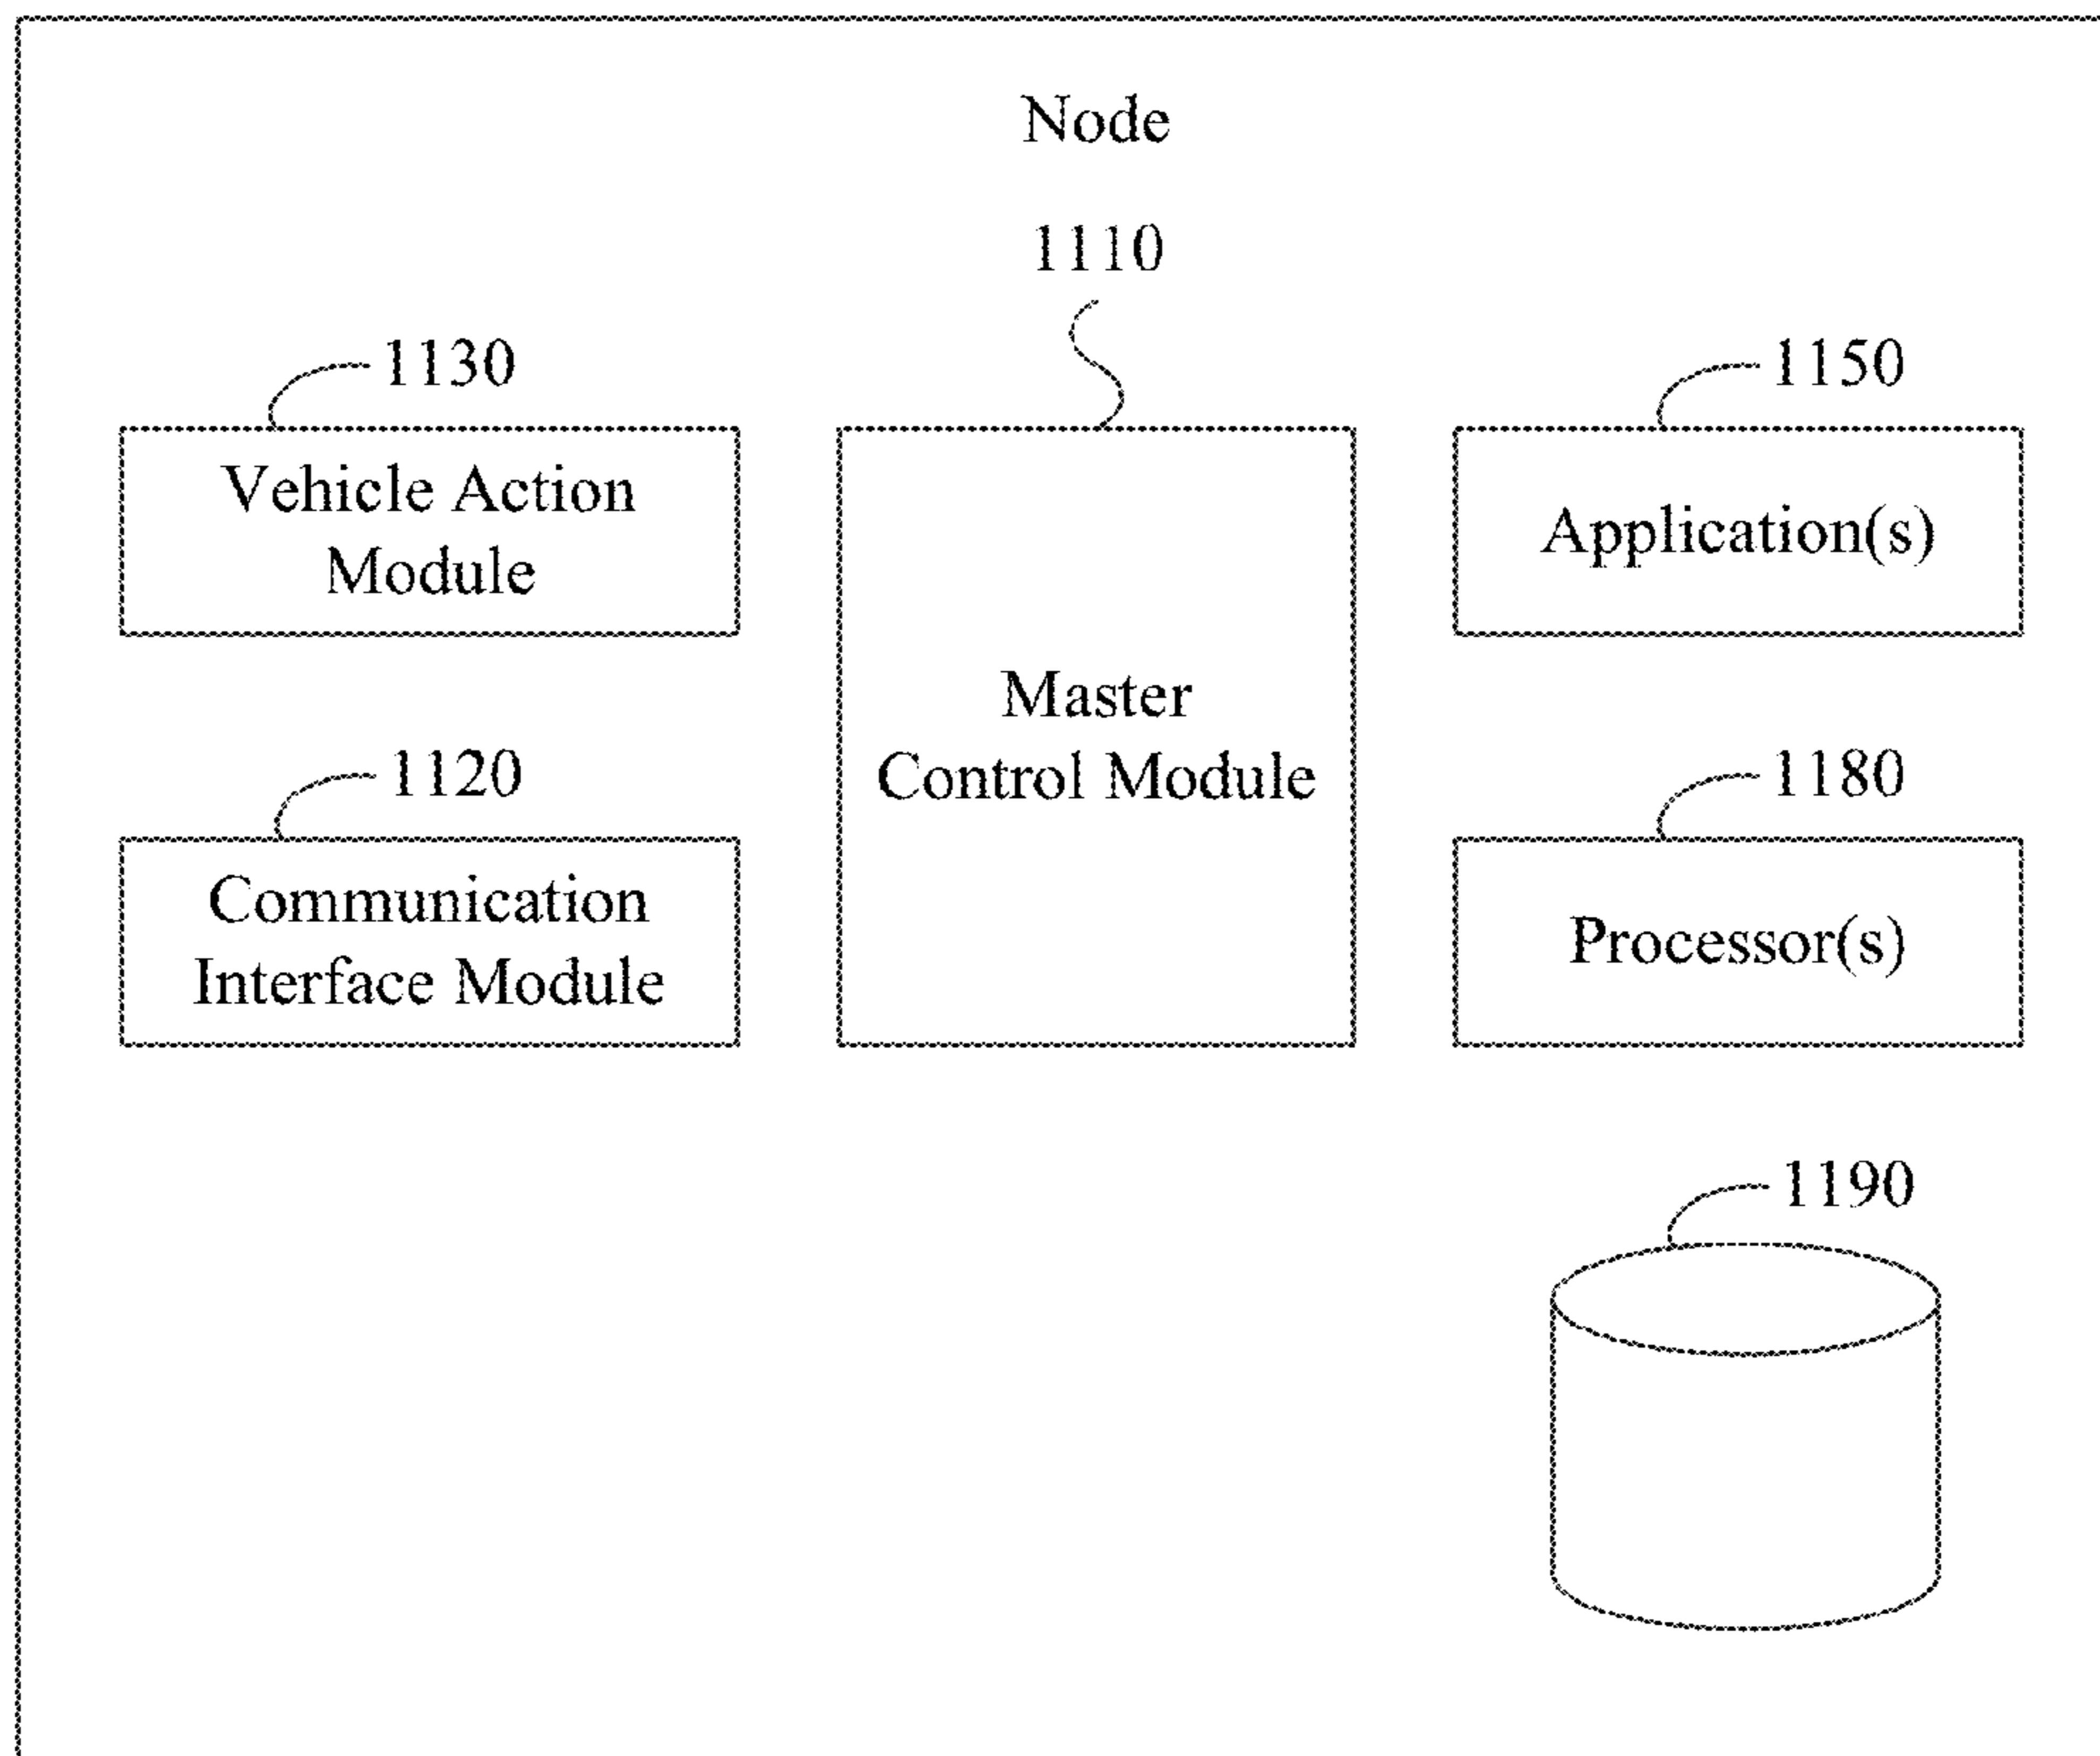 Node
1110
1130
1150
Vehicle Action
Module
Application(s)
Master
Control Module
1120
1180
Communication
Interface Module
Processor(s)
1190